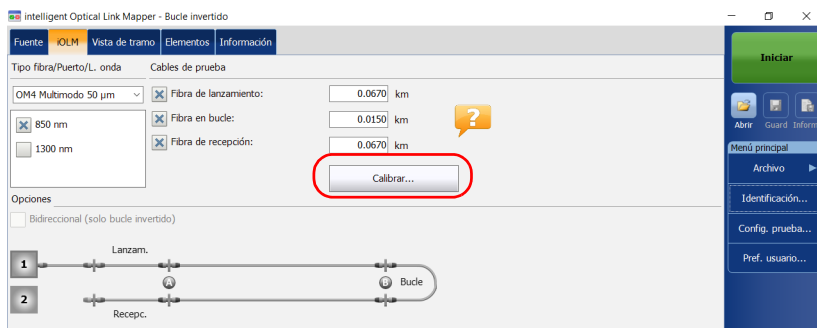 intelligent Optical Link Mapper - Bucle invertido
Fuente iOLM Vista de tramo Elementos Información
Tipo fibra/Puerto/L. onda Cables de prueba
OM4 Multimodo 50 µm
Fibra de lanzamiento: 0.0670 km
850 nm
Fibra en bucle: 0.0150 km
1300 nm
Fibra de recepción: 0.0670 km
?
Calibrar...
Opciones
Bidireccional (solo bucle invertido)
Lanzam.
1
A
B Bucle
2
Recepc.
Iniciar
Abrir Guard Inform
Menú principal
Archivo
Identificación...
Config. prueba...
Pref. usuario...